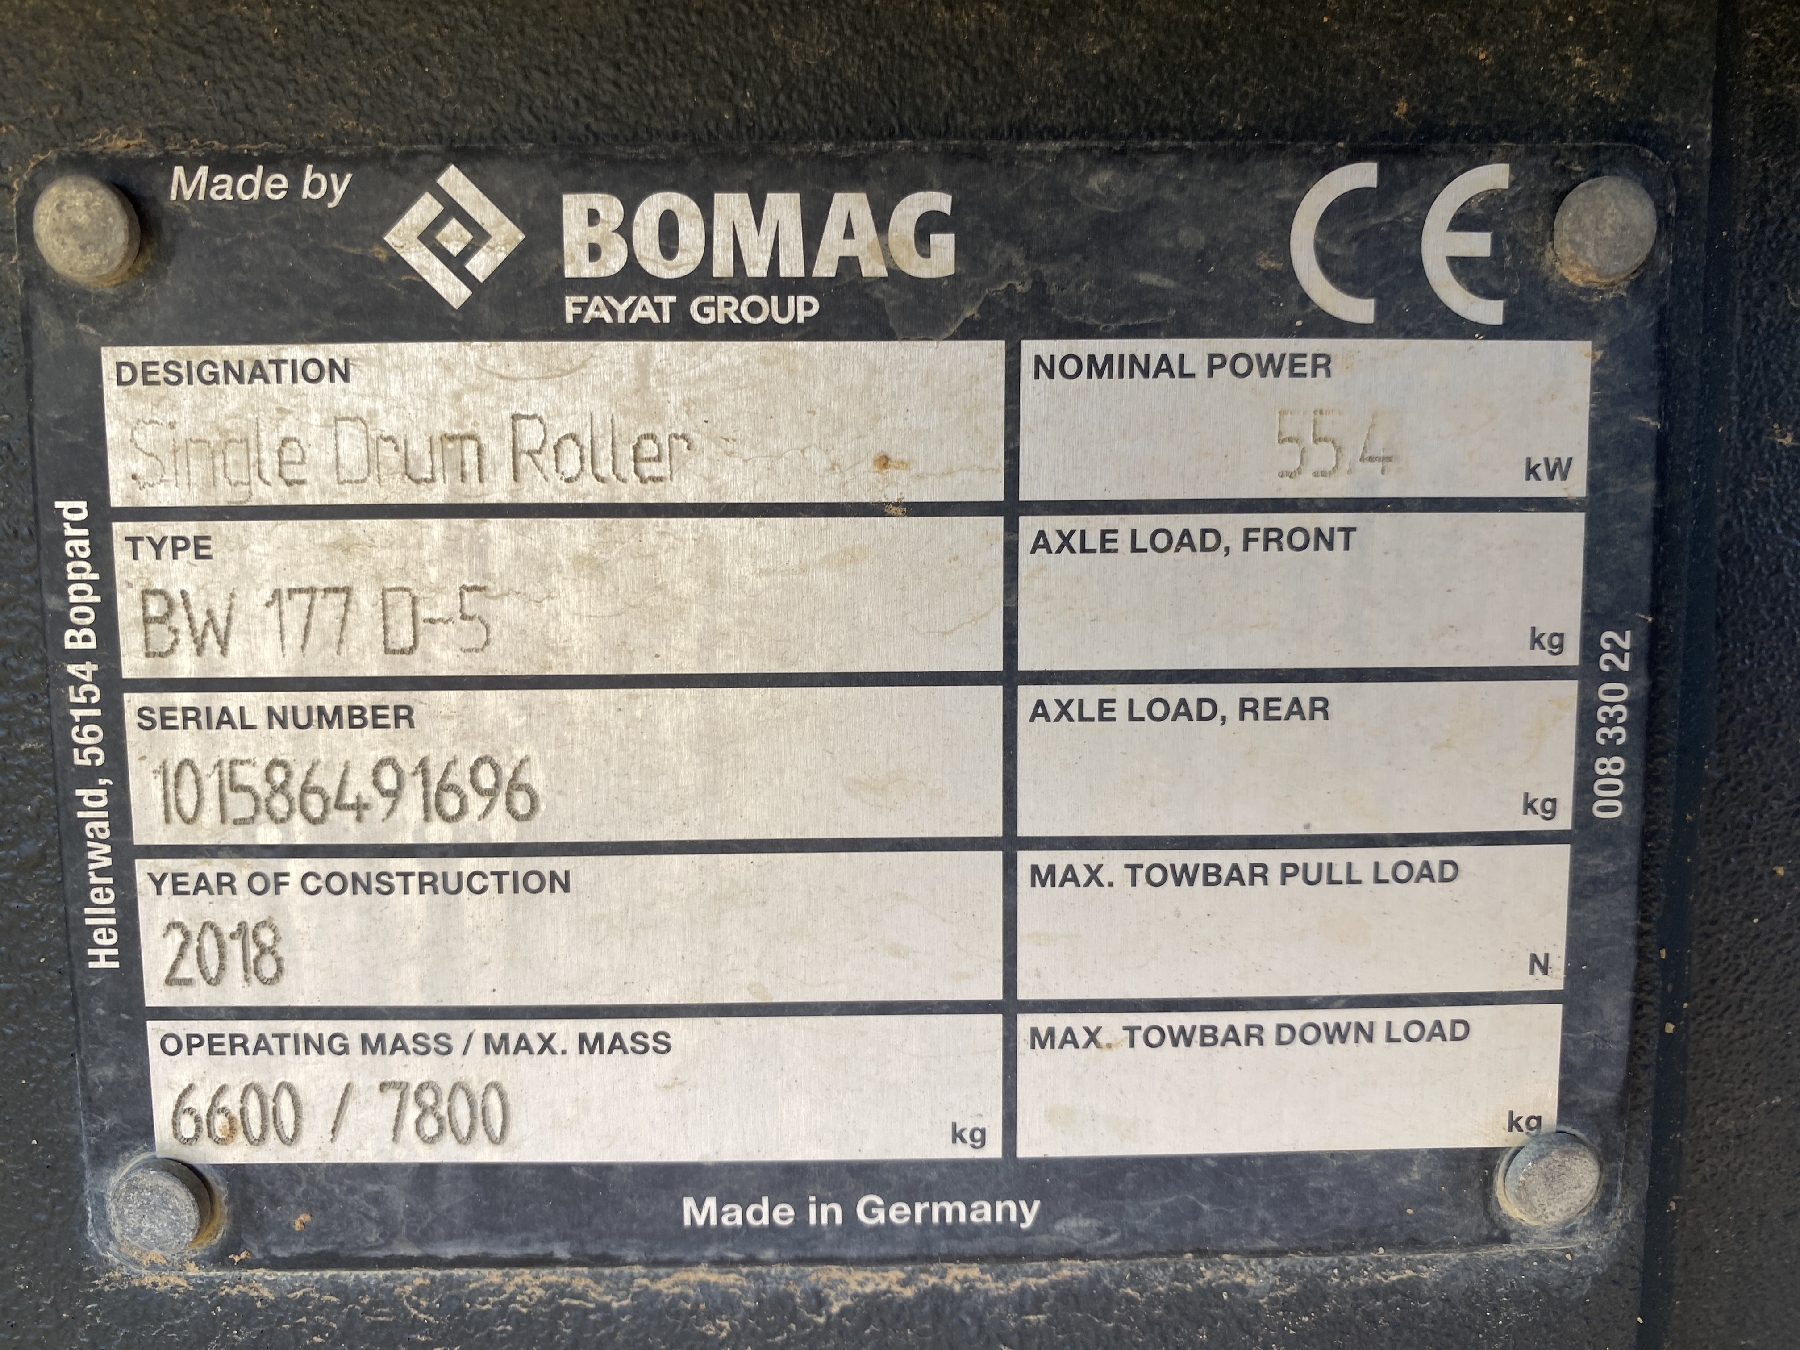 Made by
BOMAG
FAYAT GROUP
CE
DESIGNATION
Single Drum Roller
NOMINAL POWER
55.4 kW
TYPE
BW 177 D-5
AXLE LOAD, FRONT
kg
SERIAL NUMBER
101586491696
AXLE LOAD, REAR
kg
YEAR OF CONSTRUCTION
2018
MAX. TOWBAR PULL LOAD
N
OPERATING MASS / MAX. MASS
6600 / 7800 kg
MAX. TOWBAR DOWN LOAD
kg
Made in Germany
Hellerwald, 56154 Boppard
008 330 22